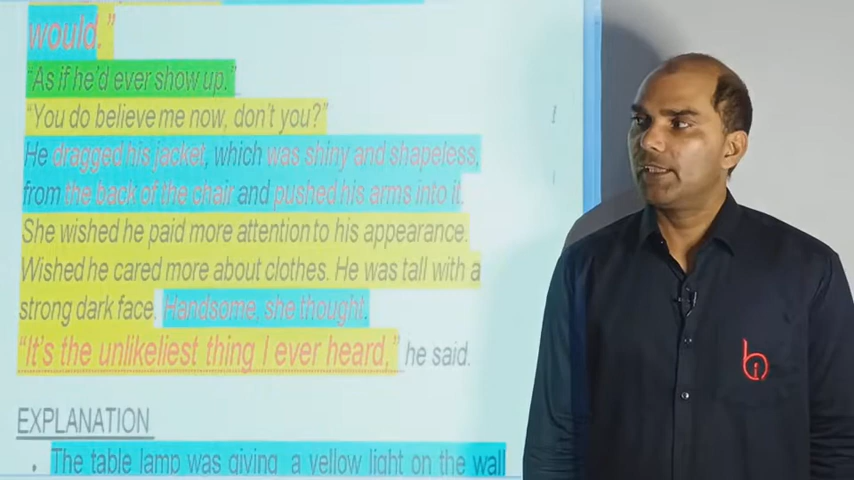 would."
"As if he'd ever show up."
"You do believe me now, don't you?"
He dragged his jacket, which was shiny and shapeless,
from the back of the chair and pushed his arms into it.
She wished he paid more attention to his appearance.
Wished he cared more about clothes. He was tall with a
strong dark face. Handsome, she thought.
"It's the unlikeliest thing I ever heard," he said.
EXPLANATION
• The table lamp was giving a yellow light on the wall